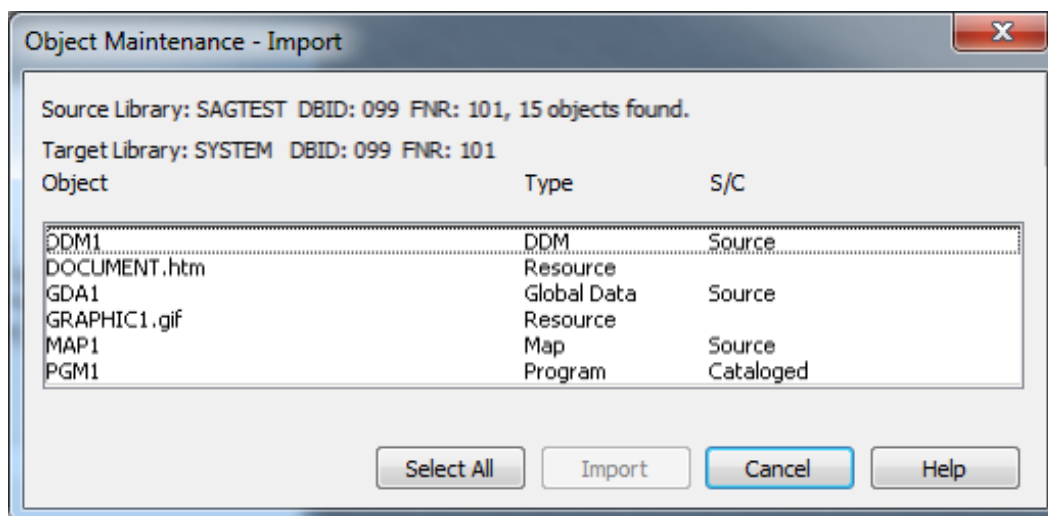 Object Maintenance - Import
Source Library: SAGTEST DBID: 099 FNR: 101, 15 objects found.
Target Library: SYSTEM DBID: 099 FNR: 101
Object Type S/C
DDM1 DDM Source
DOCUMENT.htm Resource
GDA1 Global Data Source
GRAPHIC1.gif Resource
MAP1 Map Source
PGM1 Program Cataloged
Select All Import Cancel Help